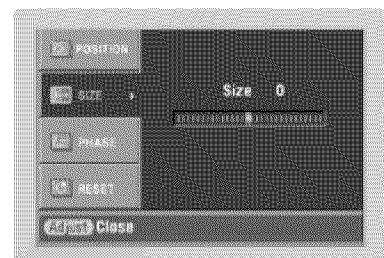 POSITION
SIZE
Size 0
PHASE
RESET
Adjust Close